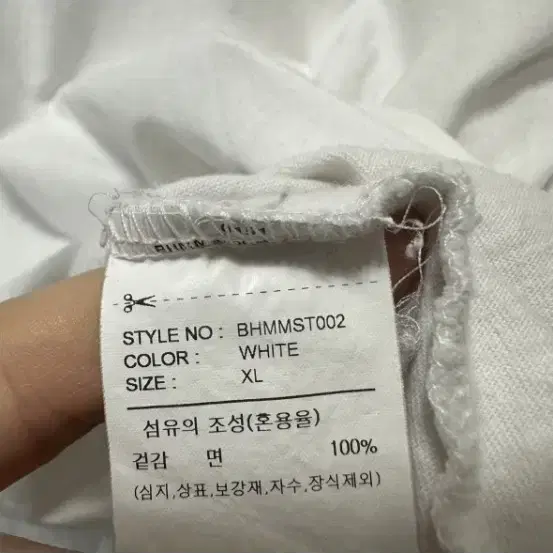 STYLE NO : BHMMST002
COLOR : WHITE
SIZE : XL
섬유의 조성(혼용율)
겉감 면 100%
(심지,상표,보강재,자수,장식제외)